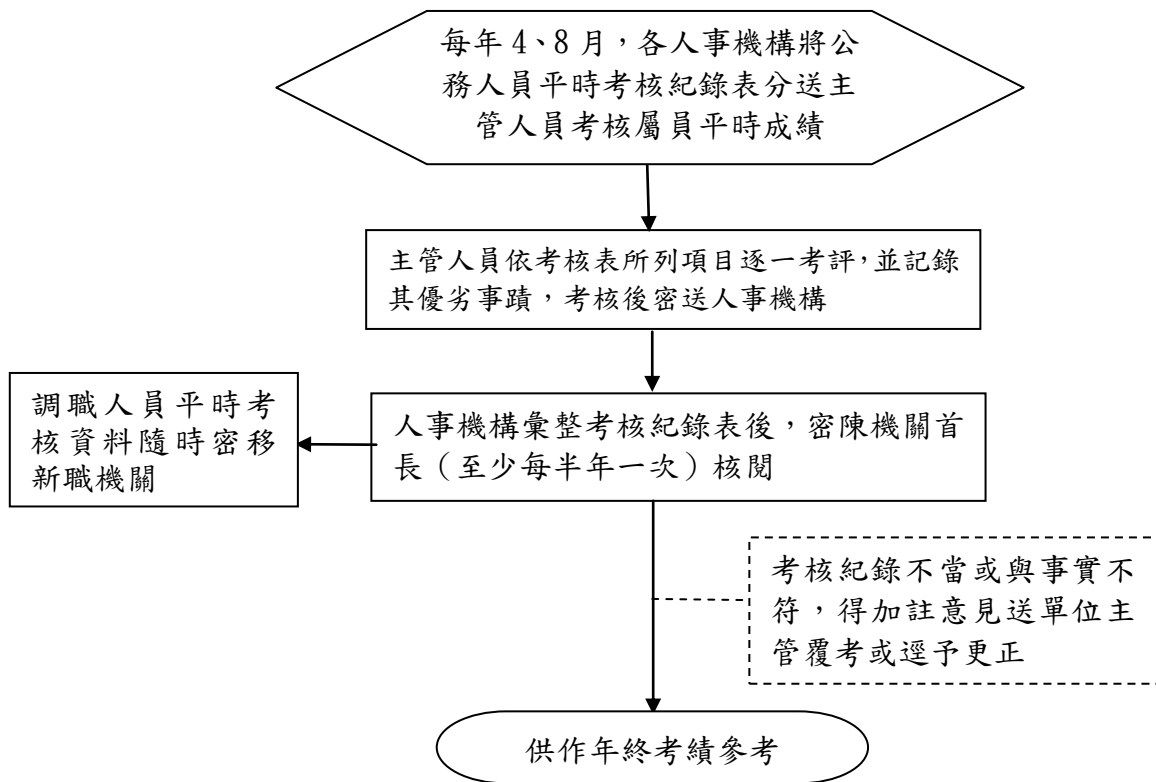 每年 4、8 月，各人事機構將公
務人員平時考核紀錄表分送主
管人員考核屬員平時成績
主管人員依考核表所列項目逐一考評，並記錄
其優劣事蹟，考核後密送人事機構
調職人員平時考
核資料隨時密移
新職機關
人事機構彙整考核紀錄表後，密陳機關首
長（至少每半年一次）核閱
考核紀錄不當或與事實不
符，得加註意見送單位主
管覆考或逕予更正
供作年終考績參考